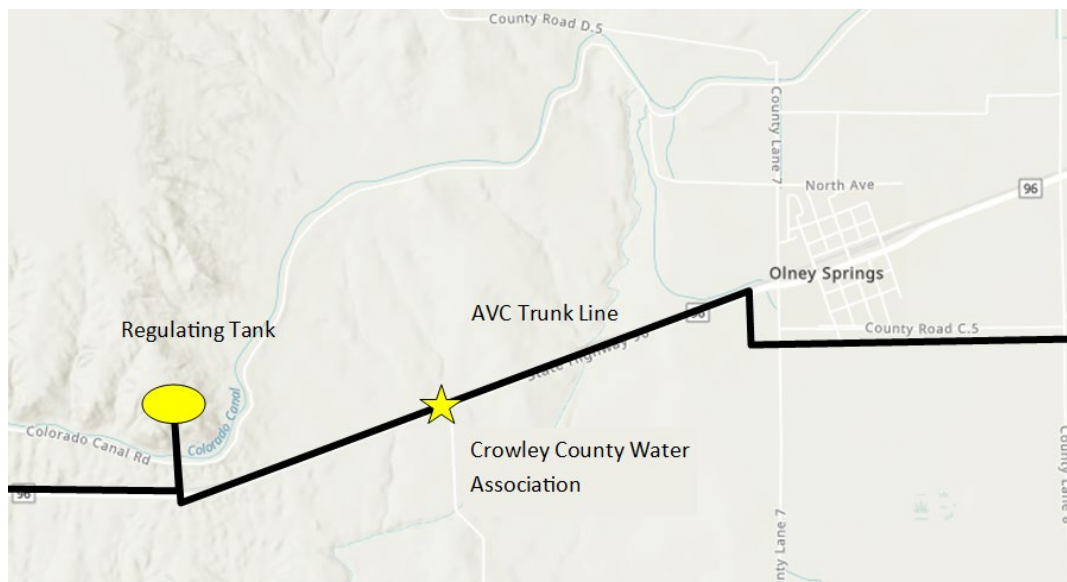 County Road D.5
County Lane 7
North Ave
96
Olney Springs
AVC Trunk Line
Regulating Tank
96
State Highway 96
County Road C.5
Colorado Canal
Colorado Canal Rd
Crowley County Water
Association
96
County Lane 7
County Lane 8